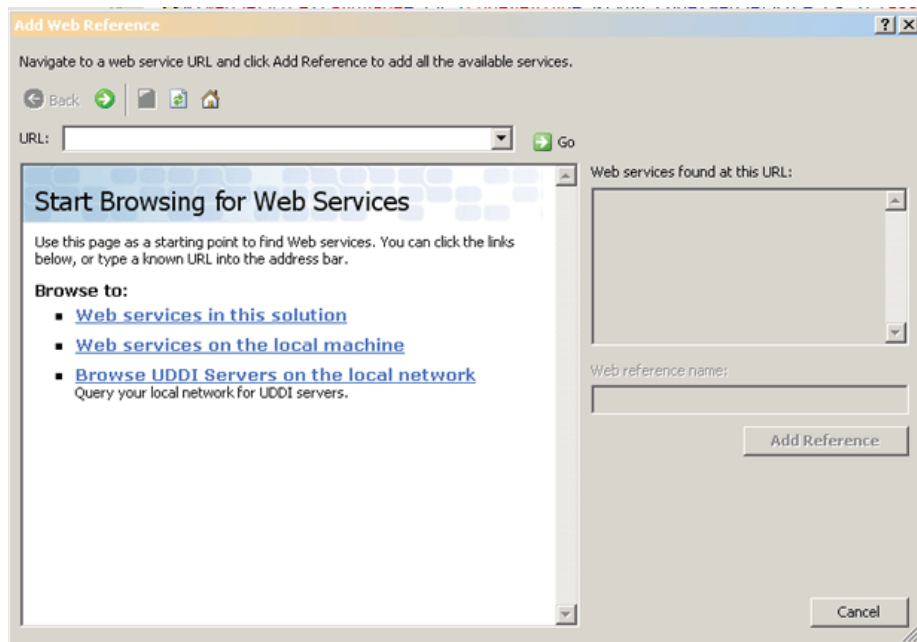 Add Web Reference
Navigate to a web service URL and click Add Reference to add all the available services.
Back
URL:
Go
Start Browsing for Web Services
Use this page as a starting point to find Web services. You can click the links
below, or type a known URL into the address bar.
Browse to:
Web services in this solution
Web services on the local machine
Browse UDDI Servers on the local network
Query your local network for UDDI servers.
Web services found at this URL:
Web reference name:
Add Reference
Cancel